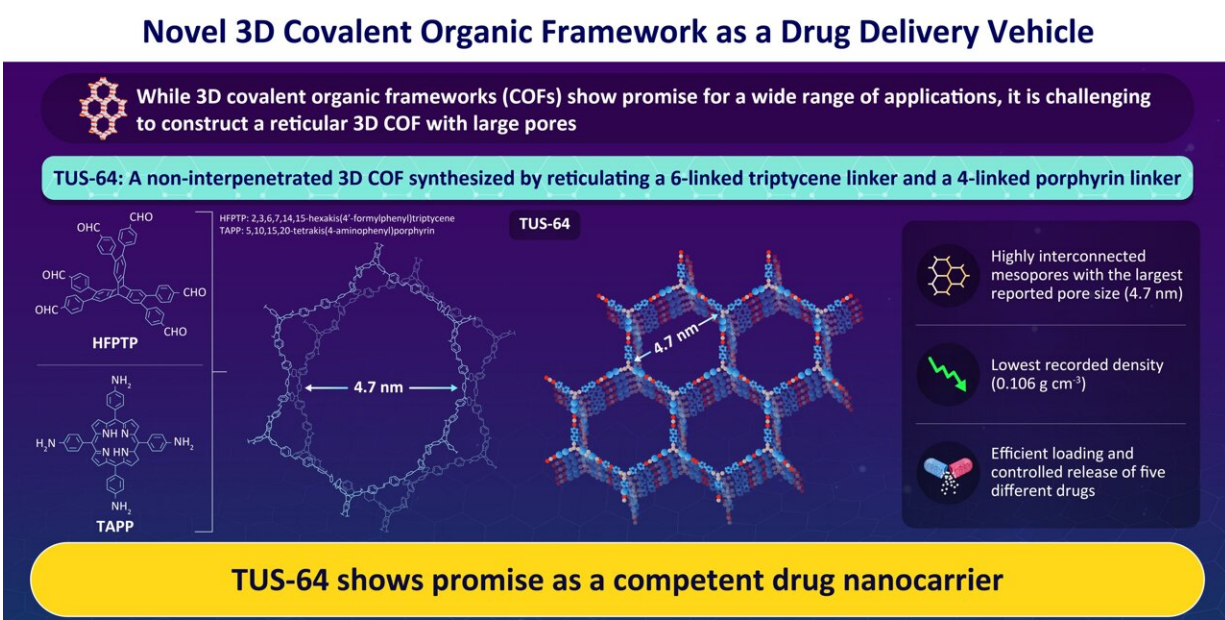 Novel 3D Covalent Organic Framework as a Drug Delivery Vehicle
While 3D covalent organic frameworks (COFs) show promise for a wide range of applications, it is challenging
to construct a reticular 3D COF with large pores
TUS-64: A non-interpenetrated 3D COF synthesized by reticulating a 6-linked triptycene linker and a 4-linked porphyrin linker
HFPTP: 2,3,6,7,14,15-hexakis(4'-formylphenyl)triptycene
TAPP: 5,10,15,20-tetrakis(4-aminophenyl)porphyrin
CHO
OHC
OHC
CHO
OHC
CHO
HFPTP
NH₂
H₂N
NH N
N HN
NH₂
NH₂
TAPP
4.7 nm
TUS-64
4.7 nm
Highly interconnected
mesopores with the largest
reported pore size (4.7 nm)
Lowest recorded density
(0.106 g cm⁻³)
Efficient loading and
controlled release of five
different drugs
TUS-64 shows promise as a competent drug nanocarrier